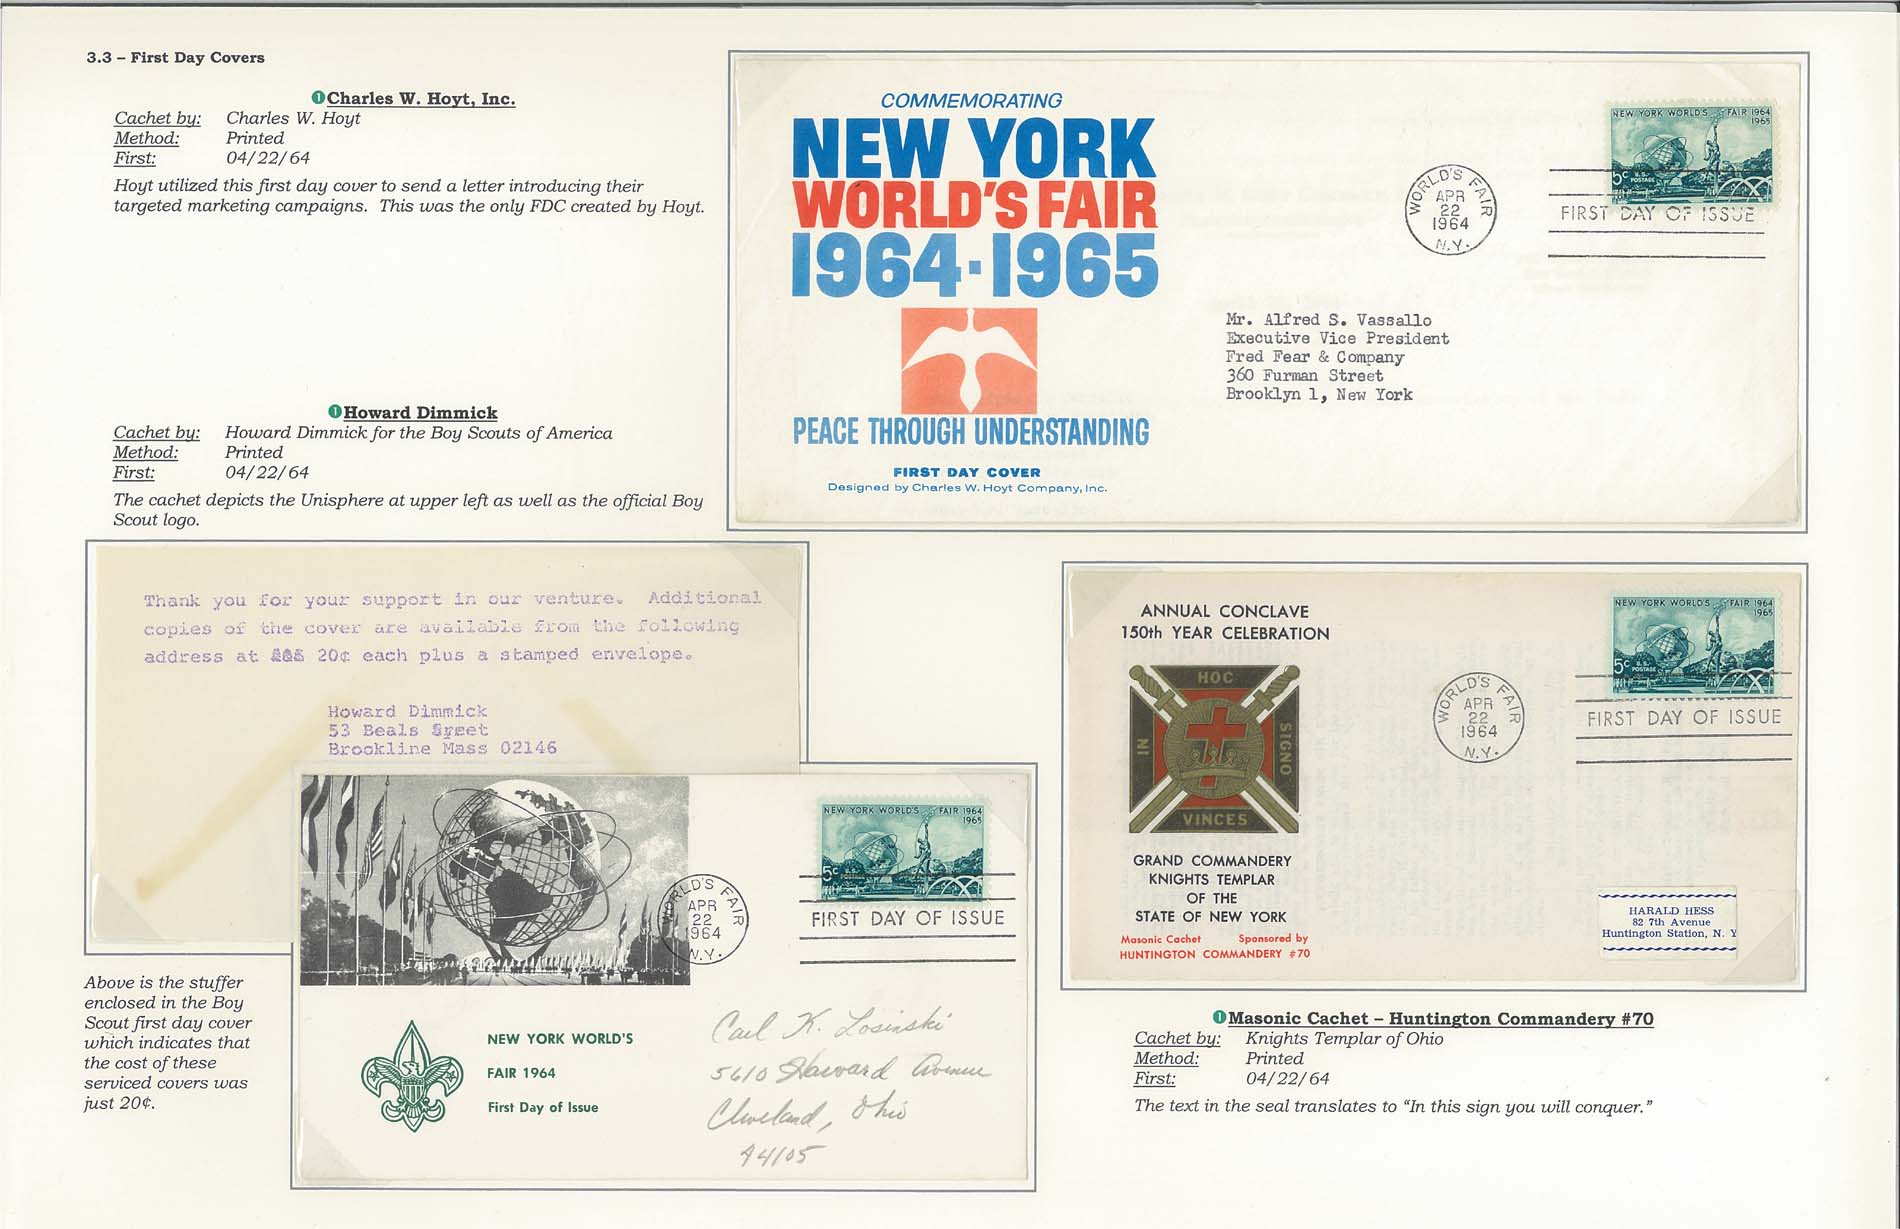 3.3 – First Day Covers
❶Charles W. Hoyt, Inc.
Cachet by: Charles W. Hoyt
Method: Printed
First: 04/22/64
Hoyt utilized this first day cover to send a letter introducing their
targeted marketing campaigns. This was the only FDC created by Hoyt.
COMMEMORATING
NEW YORK
WORLD'S FAIR
1964·1965
PEACE THROUGH UNDERSTANDING
FIRST DAY COVER
Designed by Charles W. Hoyt Company, Inc.
NEW YORK WORLD'S FAIR 1964
1965
5c U.S.
POSTAGE
WORLD'S FAIR
APR
22
1964
N.Y.
FIRST DAY OF ISSUE
Mr. Alfred S. Vassallo
Executive Vice President
Fred Fear & Company
360 Furman Street
Brooklyn 1, New York
❶Howard Dimmick
Cachet by: Howard Dimmick for the Boy Scouts of America
Method: Printed
First: 04/22/64
The cachet depicts the Unisphere at upper left as well as the official Boy
Scout logo.
Thank you for your support in our venture. Additional
copies of the cover are available from the following
address at 20¢ each plus a stamped envelope.
Howard Dimmick
53 Beals
Brookline Mass 02146
Above is the stuffer
enclosed in the Boy
Scout first day cover
which indicates that
the cost of these
serviced covers was
just 20¢.
NEW YORK WORLD'S FAIR 1964
1965
5c U.S.
POSTAGE
WORLD'S FAIR
APR
22
1964
N.Y.
FIRST DAY OF ISSUE
NEW YORK WORLD'S
FAIR 1964
First Day of Issue
Carl K. Losinski
5610 Harvard Avenue
Cleveland, Ohio
44105
ANNUAL CONCLAVE
150th YEAR CELEBRATION
IN HOC SIGNO VINCES
GRAND COMMANDERY
KNIGHTS TEMPLAR
OF THE
STATE OF NEW YORK
Masonic Cachet Sponsored by
HUNTINGTON COMMANDERY #70
NEW YORK WORLD'S FAIR 1964
1965
5c U.S.
POSTAGE
WORLD'S FAIR
APR
22
1964
N.Y.
FIRST DAY OF ISSUE
HARALD HESS
82 7th Avenue
Huntington Station, N. Y
❶Masonic Cachet – Huntington Commandery #70
Cachet by: Knights Templar of Ohio
Method: Printed
First: 04/22/64
The text in the seal translates to "In this sign you will conquer."